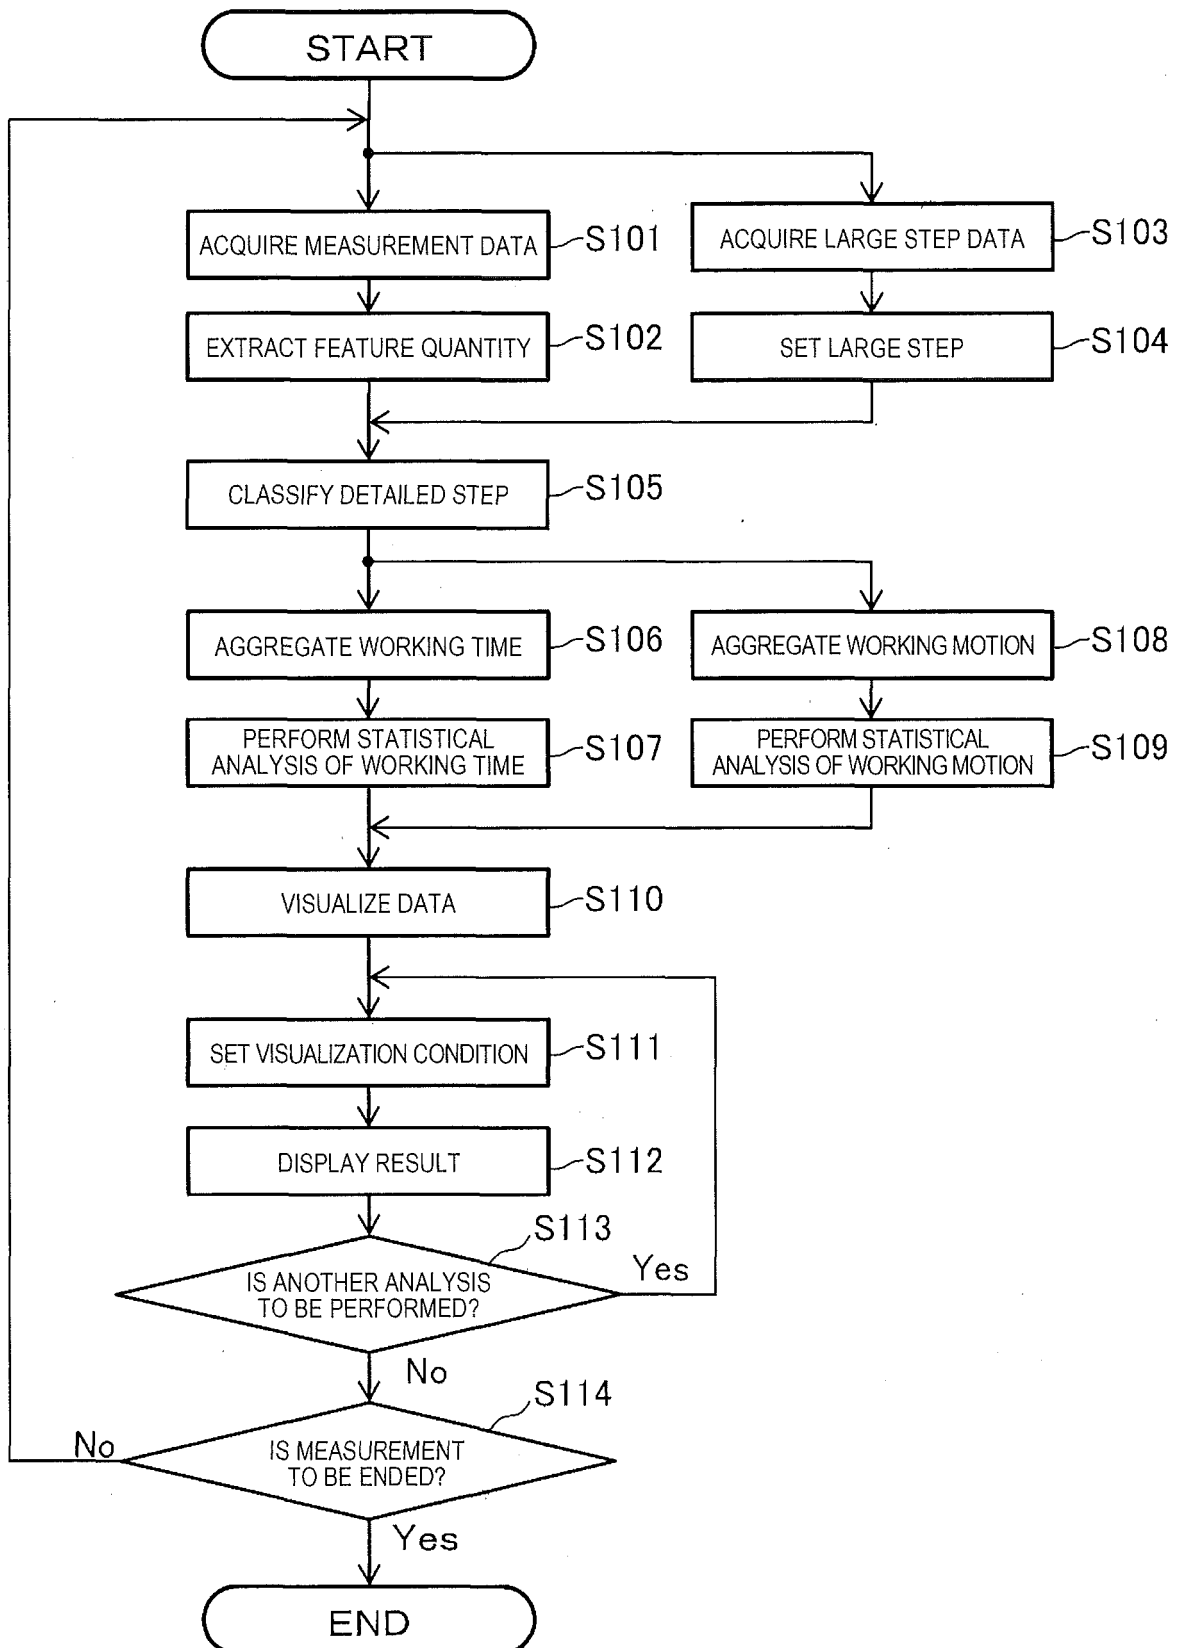 START
ACQUIRE MEASUREMENT DATA
S101
ACQUIRE LARGE STEP DATA
S103
EXTRACT FEATURE QUANTITY
S102
SET LARGE STEP
S104
CLASSIFY DETAILED STEP
S105
AGGREGATE WORKING TIME
S106
AGGREGATE WORKING MOTION
S108
PERFORM STATISTICAL
ANALYSIS OF WORKING TIME
S107
PERFORM STATISTICAL
ANALYSIS OF WORKING MOTION
S109
VISUALIZE DATA
S110
SET VISUALIZATION CONDITION
S111
DISPLAY RESULT
S112
S113
IS ANOTHER ANALYSIS
TO BE PERFORMED?
Yes
No
S114
IS MEASUREMENT
TO BE ENDED?
No
Yes
END